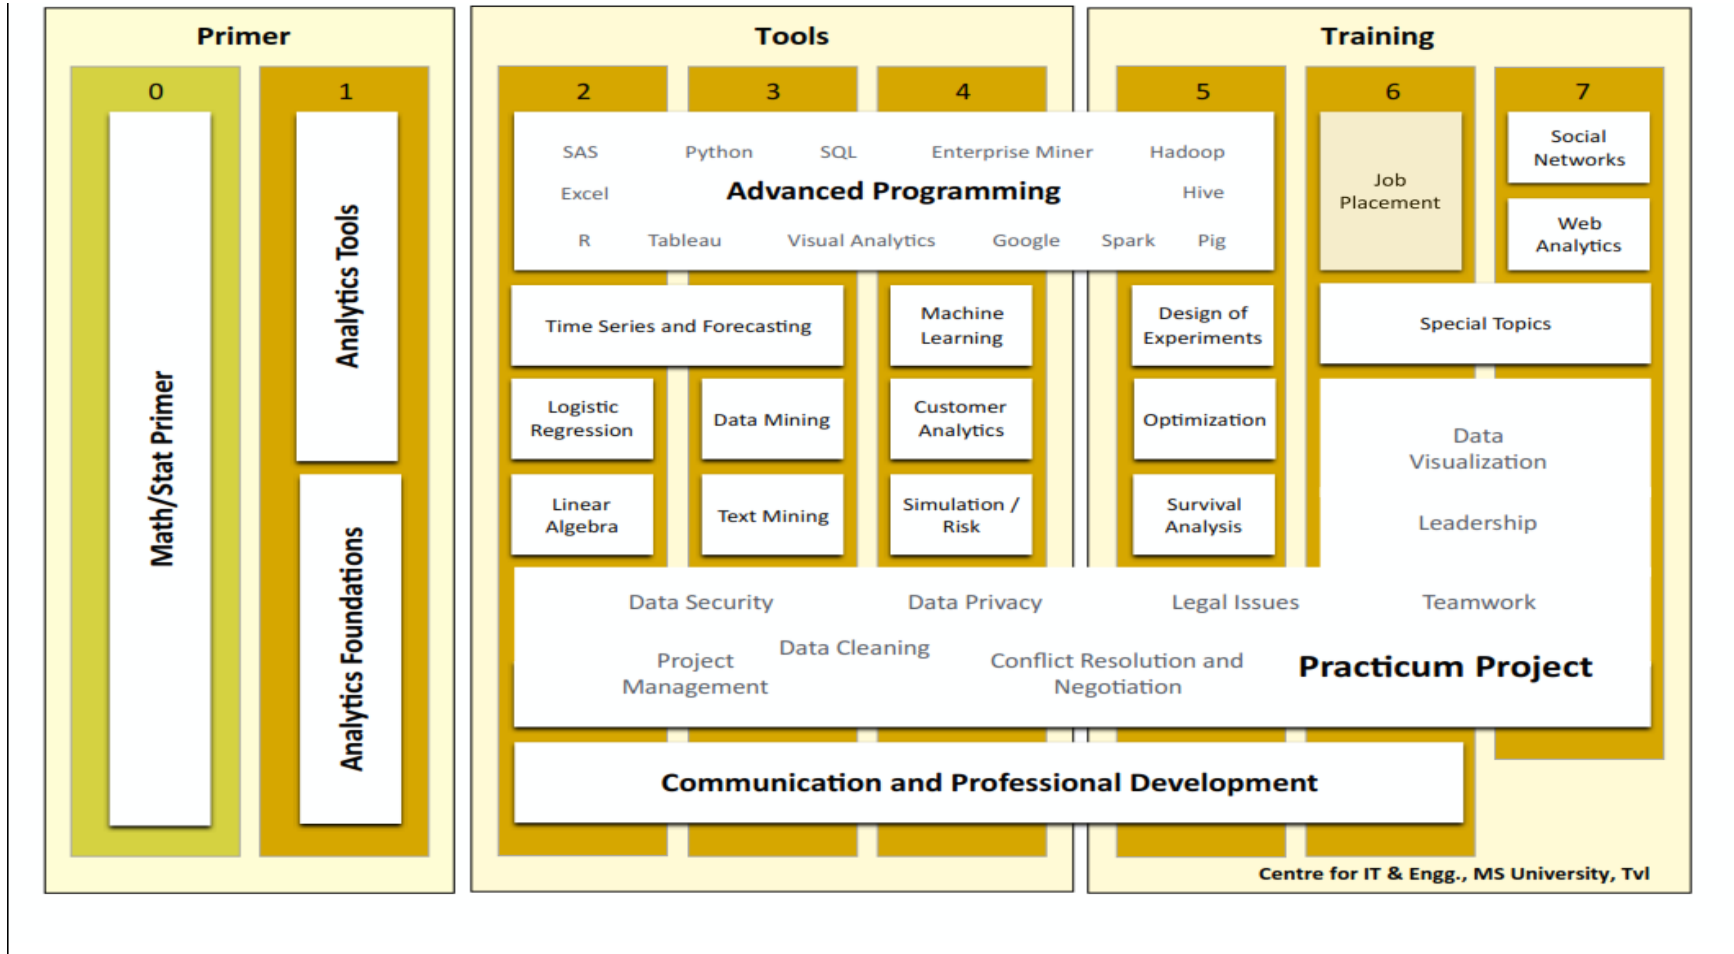 Primer
Tools
Training
0
1
2
3
4
5
6
7
Math/Stat Primer
Analytics Tools
Analytics Foundations
SAS Python SQL Enterprise Miner Hadoop
Excel Advanced Programming Hive
R Tableau Visual Analytics Google Spark Pig
Job
Placement
Social
Networks
Web
Analytics
Time Series and Forecasting
Machine
Learning
Design of
Experiments
Special Topics
Logistic
Regression
Data Mining
Customer
Analytics
Optimization
Linear
Algebra
Text Mining
Simulation /
Risk
Survival
Analysis
Data
Visualization
Leadership
Data Security Data Privacy Legal Issues Teamwork
Data Cleaning
Project
Management
Conflict Resolution and
Negotiation
Practicum Project
Communication and Professional Development
Centre for IT & Engg., MS University, Tvl